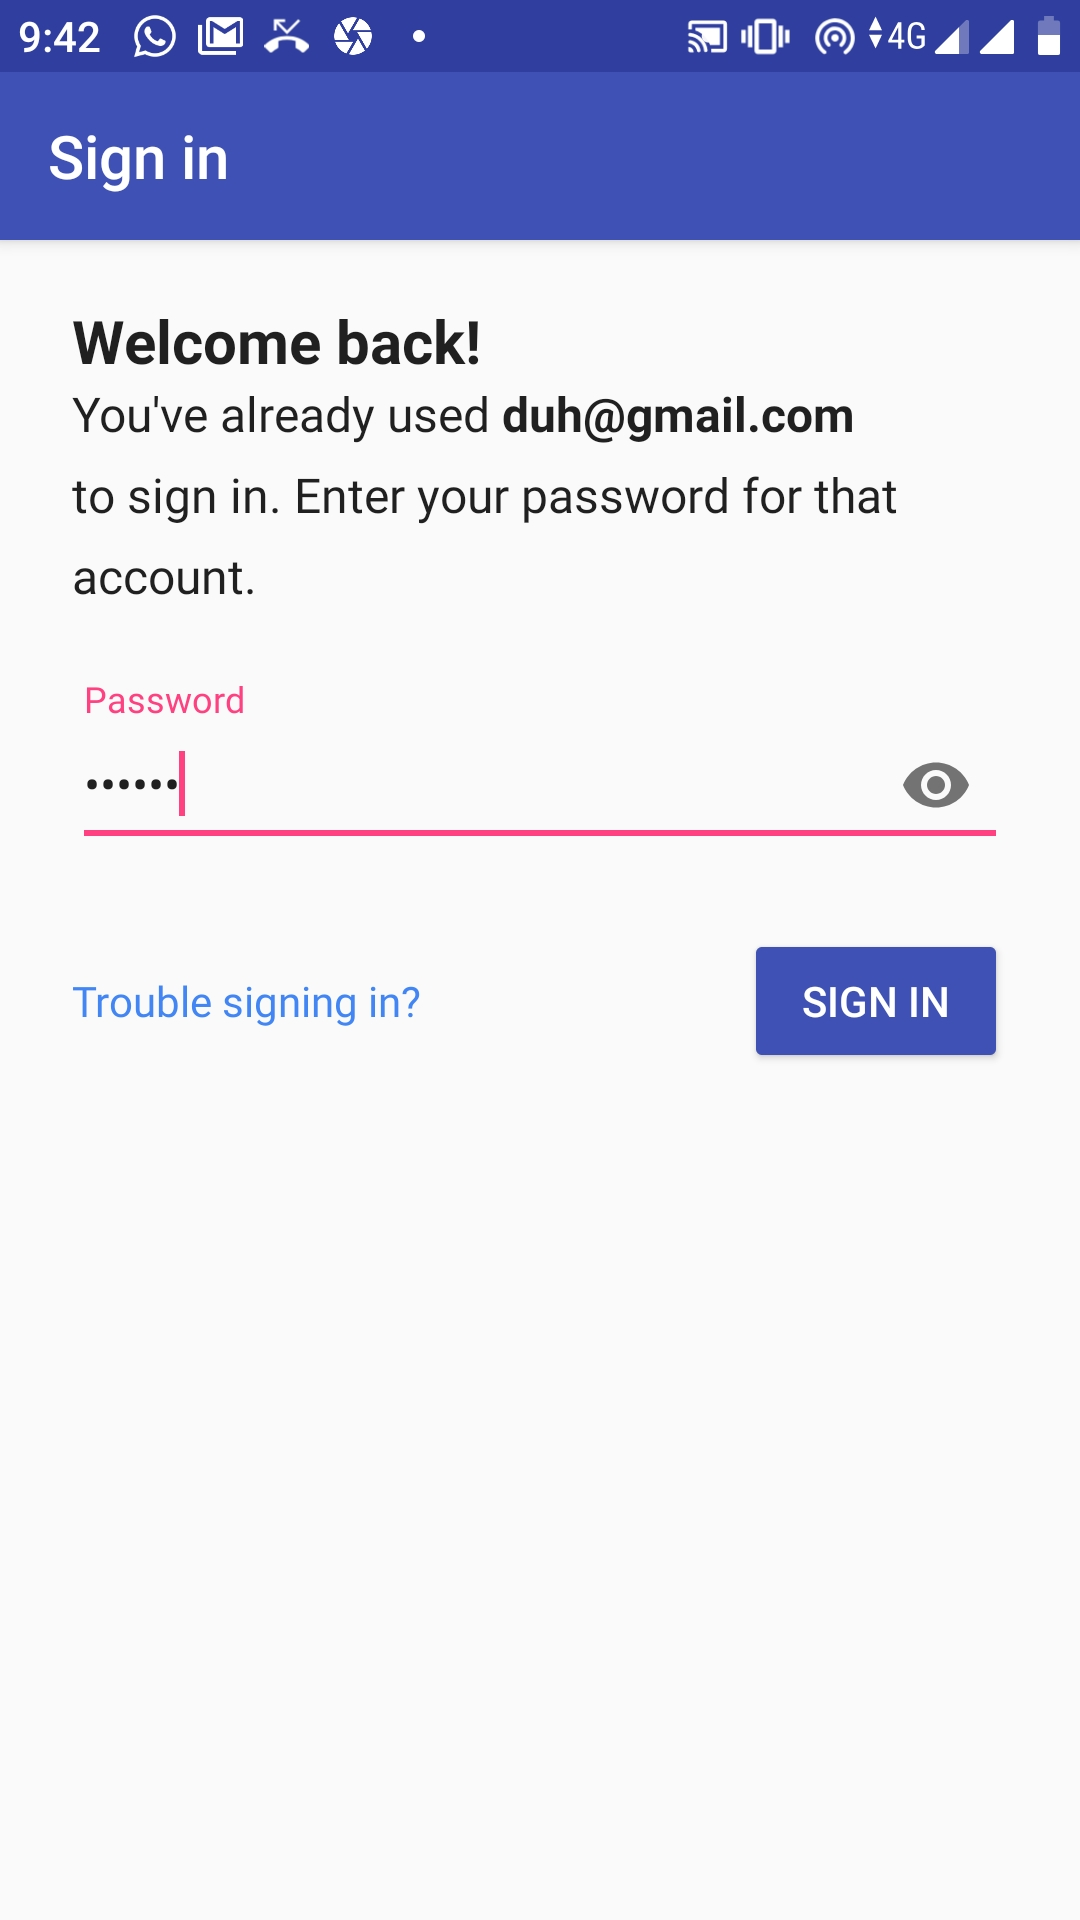 9:42 4G
Sign in
Welcome back!
You've already used duh@gmail.com
to sign in. Enter your password for that
account.
Password
••••••
Trouble signing in? SIGN IN